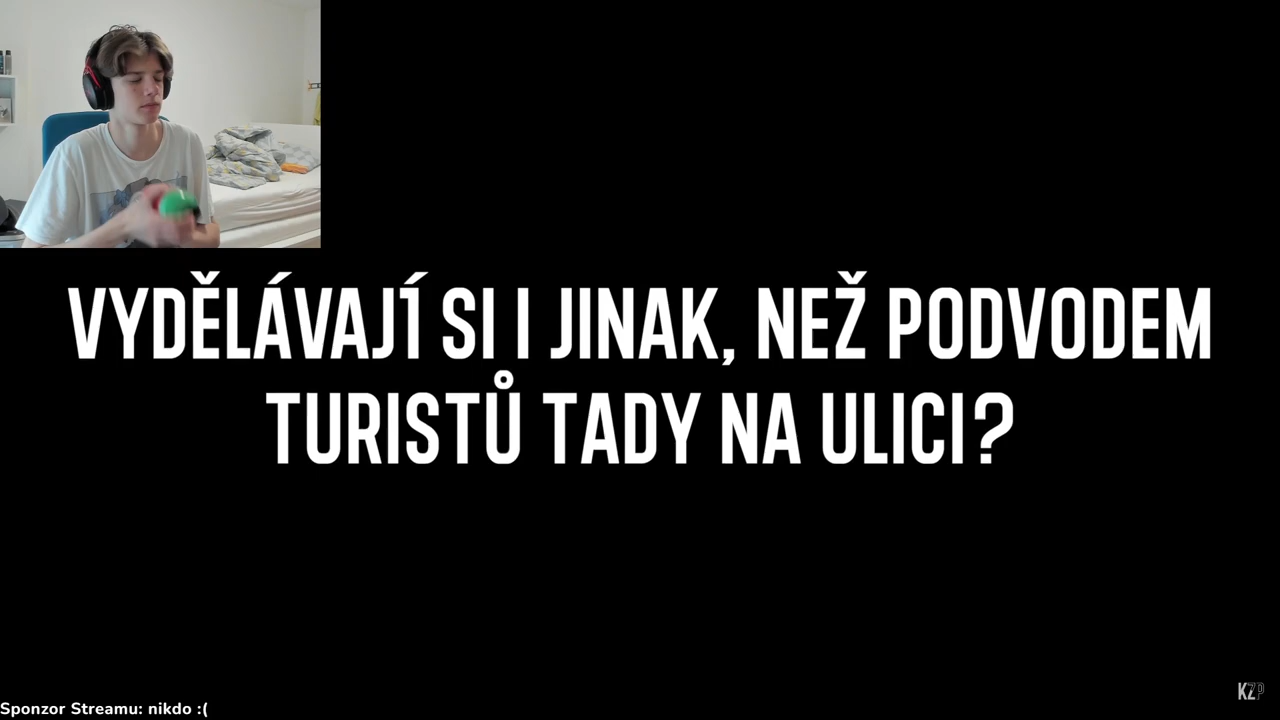 VYDĚLÁVAJÍ SI I JINAK, NEŽ PODVODEM
TURISTŮ TADY NA ULICI?
KZP
Sponzor Streamu: nikdo :(